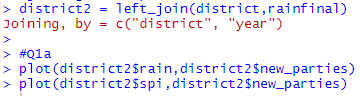 > district2 = left_join(district,rainfinal)
Joining, by = c("district", "year")
>
> #Q1a
> plot(district2$rain,district2$new_parties)
> plot(district2$spi,district2$new_parties)